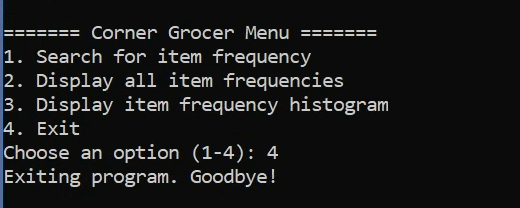 ======= Corner Grocer Menu =======
1. Search for item frequency
2. Display all item frequencies
3. Display item frequency histogram
4. Exit
Choose an option (1-4): 4
Exiting program. Goodbye!